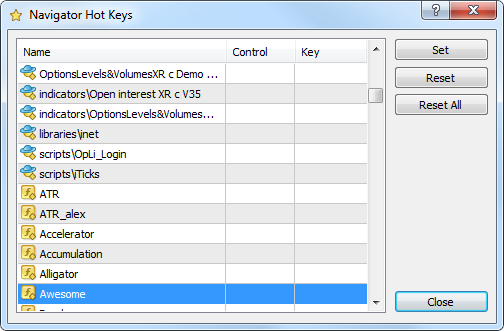 Navigator Hot Keys
Name Control Key
OptionsLevels&VolumesXR c Demo ...
indicators\Open interest XR c V35
indicators\OptionsLevels&Volumes...
libraries\inet
scripts\OpLi_Login
scripts\iTicks
ATR
ATR_alex
Accelerator
Accumulation
Alligator
Awesome
Set
Reset
Reset All
Close